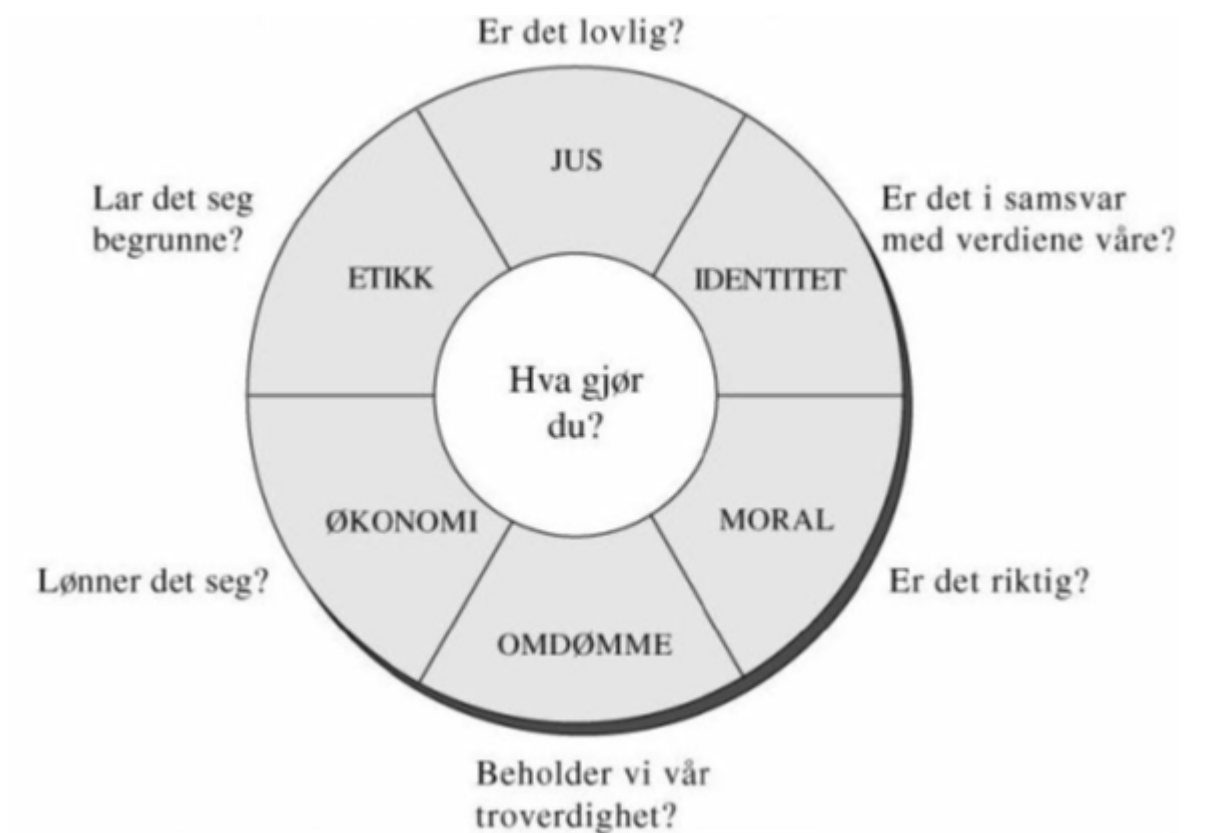 Er det lovlig?
JUS
Lar det seg
begrunne?
Er det i samsvar
med verdiene våre?
ETIKK
IDENTITET
Hva gjør
du?
ØKONOMI
MORAL
Lønner det seg?
Er det riktig?
OMDØMME
Beholder vi vår
troverdighet?